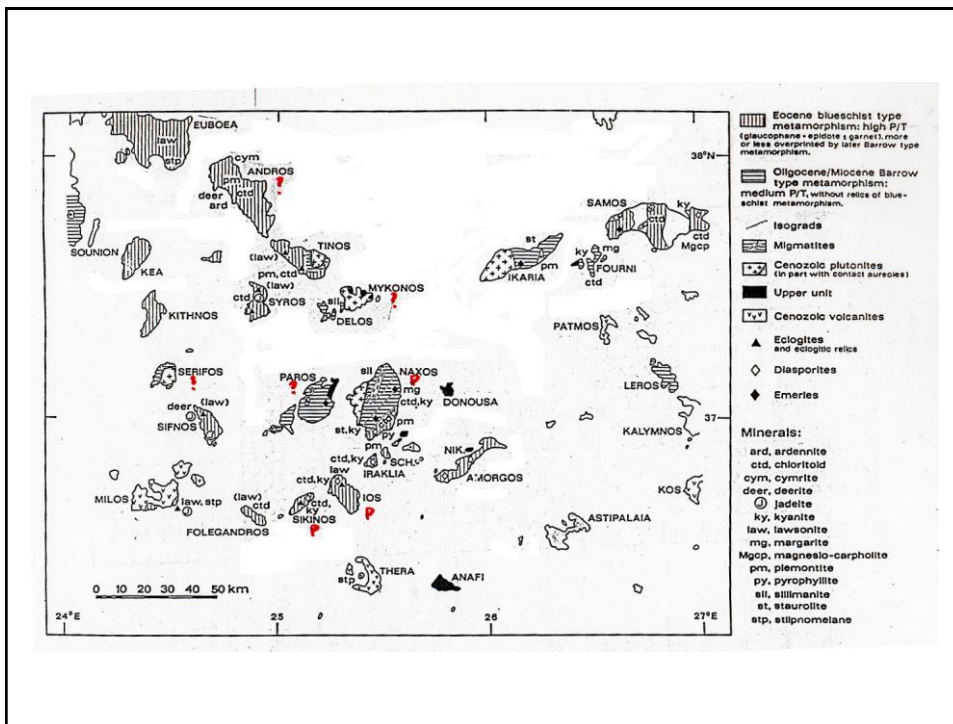 EUBOEA
law
stp
38°N
cym
ANDROS
?
pm
deer
ctd
ard
SOUNION
KEA
(law)
TINOS
pm,ctd
(law)
ctd
SYROS
sil
MYKONOS
?
DELOS
KITHNOS
SAMOS
ky
ctd
ctd
Mgcp
st
mg
ky
pm
FOURNI
IKARIA
ctd
PATMOS
SERIFOS
?
PAROS
?
sil
NAXOS
mg
ctd,ky
DONOUSA
LEROS
37
deer
(law)
SIFNOS
st,ky
pm
py
pm
KALYMNOS
ctd,ky
SCH.
NIK.
IRAKLIA
AMORGOS
law
ctd,ky
MILOS
law,stp
(law)
ctd
ctd,
ky
IOS
SIKINOS
FOLEGANDROS
KOS
ASTIPALAIA
THERA
stp
ANAFI
0 10 20 30 40 50 km
24°E
25
26
27°E
Eocene blueschist type
metamorphism: high P/T
(glaucophane + epidote ± garnet), more
or less overprinted by later Barrow type
metamorphism.
Oligocene/Miocene Barrow
type metamorphism:
medium P/T, without relics of blue-
schist metamorphism.
Isograds
Migmatites
Cenozoic plutonites
(in part with contact aureoles)
Upper unit
Cenozoic volcanites
Eclogites
and eclogitic relics
Diasporites
Emeries
Minerals:
ard, ardennite
ctd, chloritoid
cym, cymrite
deer, deerite
jadeite
ky, kyanite
law, lawsonite
mg, margarite
Mgcp, magnesio-carpholite
pm, piemontite
py, pyrophyllite
sil, sillimanite
st, staurolite
stp, stilpnomelane